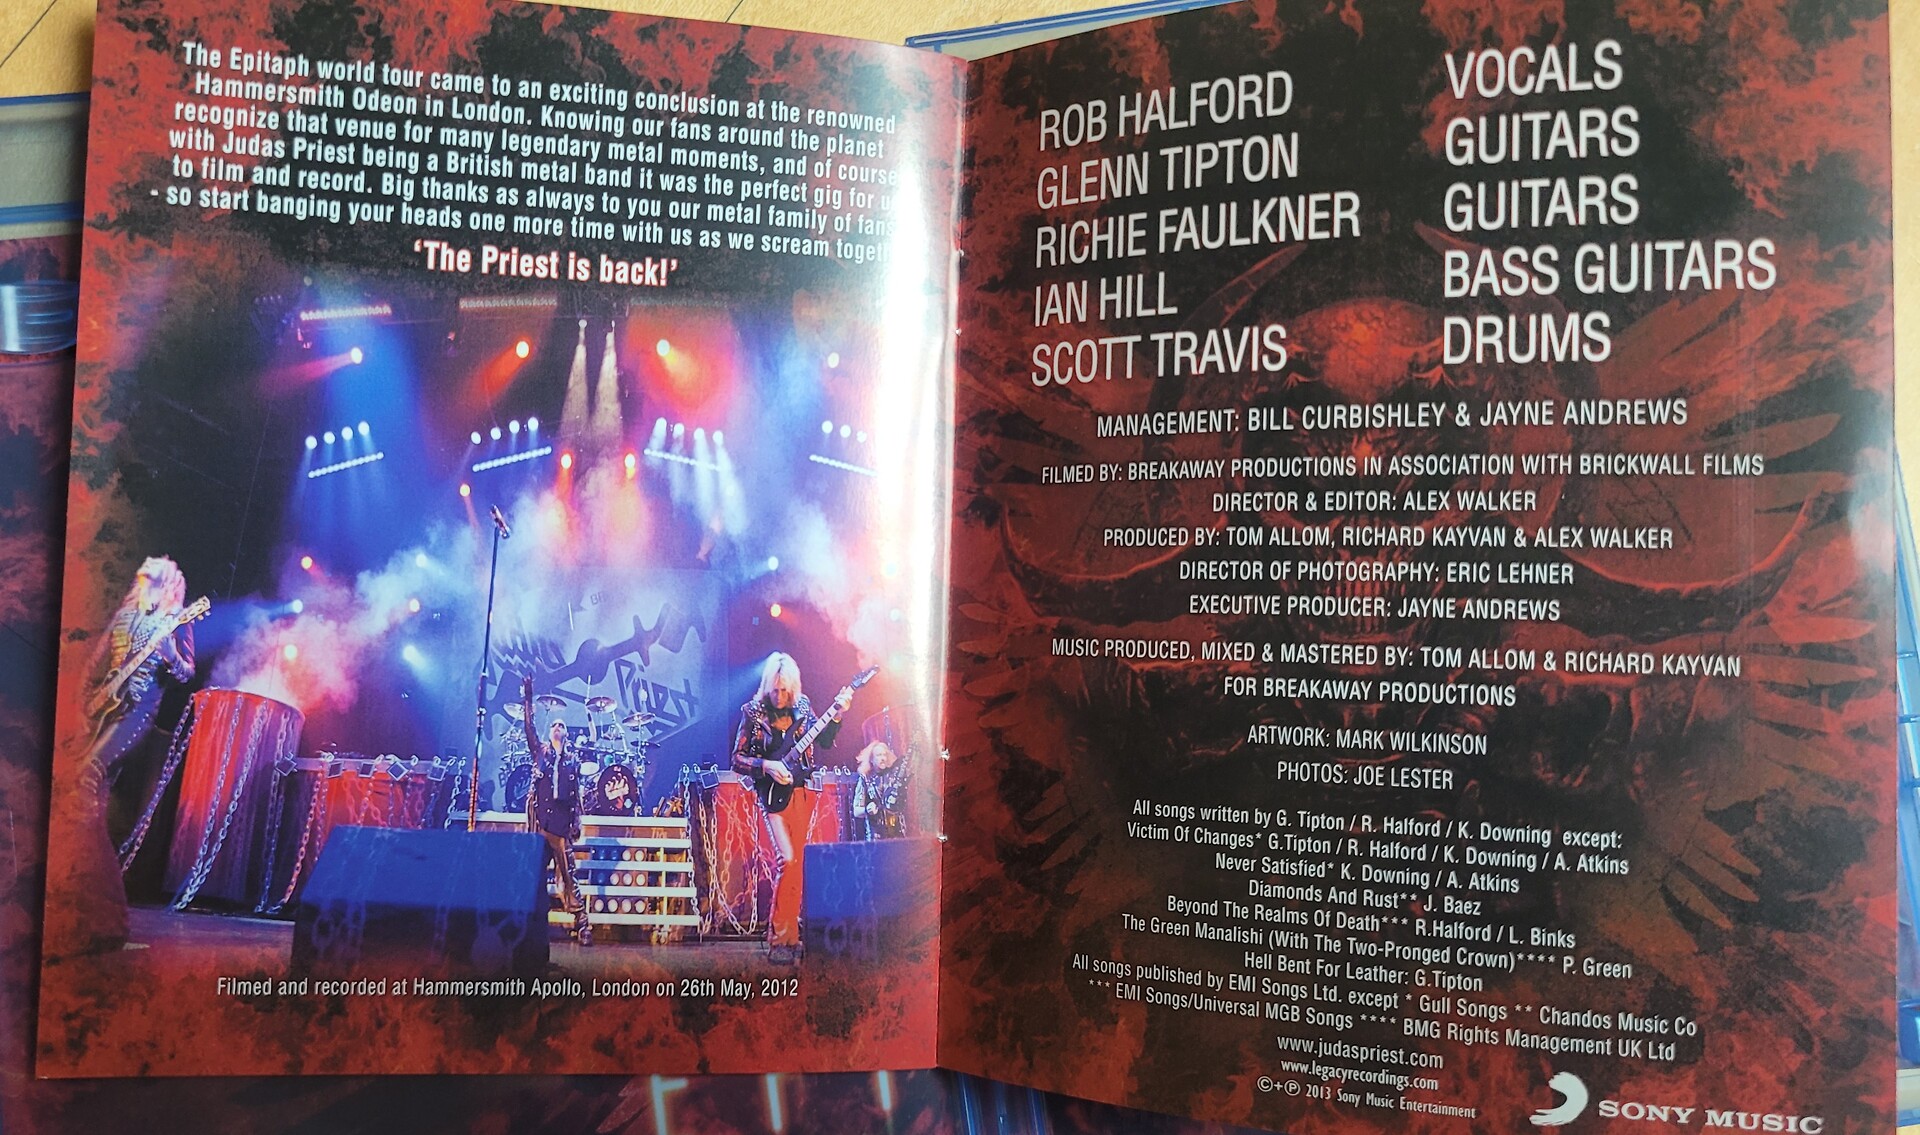 The Epitaph world tour came to an exciting conclusion at the renowned
Hammersmith Odeon in London. Knowing our fans around the planet
recognize that venue for many legendary metal moments, and of course
with Judas Priest being a British metal band it was the perfect gig for
to film and record. Big thanks as always to you our metal family of fans
- so start banging your heads one more time with us as we scream
‘The Priest is back!’
Priest
Filmed and recorded at Hammersmith Apollo, London on 26th May, 2012
ROB HALFORD VOCALS
GLENN TIPTON GUITARS
RICHIE FAULKNER GUITARS
IAN HILL BASS GUITARS
SCOTT TRAVIS DRUMS
MANAGEMENT: BILL CURBISHLEY & JAYNE ANDREWS
FILMED BY: BREAKAWAY PRODUCTIONS IN ASSOCIATION WITH BRICKWALL FILMS
DIRECTOR & EDITOR: ALEX WALKER
PRODUCED BY: TOM ALLOM, RICHARD KAYVAN & ALEX WALKER
DIRECTOR OF PHOTOGRAPHY: ERIC LEHNER
EXECUTIVE PRODUCER: JAYNE ANDREWS
MUSIC PRODUCED, MIXED & MASTERED BY: TOM ALLOM & RICHARD KAYVAN
FOR BREAKAWAY PRODUCTIONS
ARTWORK: MARK WILKINSON
PHOTOS: JOE LESTER
All songs written by G. Tipton / R. Halford / K. Downing except:
Victim Of Changes* G.Tipton / R. Halford / K. Downing / A. Atkins
Never Satisfied* K. Downing / A. Atkins
Diamonds And Rust** J. Baez
Beyond The Realms Of Death*** R.Halford / L. Binks
The Green Manalishi (With The Two-Pronged Crown)**** P. Green
Hell Bent For Leather: G.Tipton
All songs published by EMI Songs Ltd. except * Gull Songs ** Chandos Music Co
*** EMI Songs/Universal MGB Songs **** BMG Rights Management UK Ltd
www.judaspriest.com
www.legacyrecordings.com
©+℗ 2013 Sony Music Entertainment
SONY MUSIC